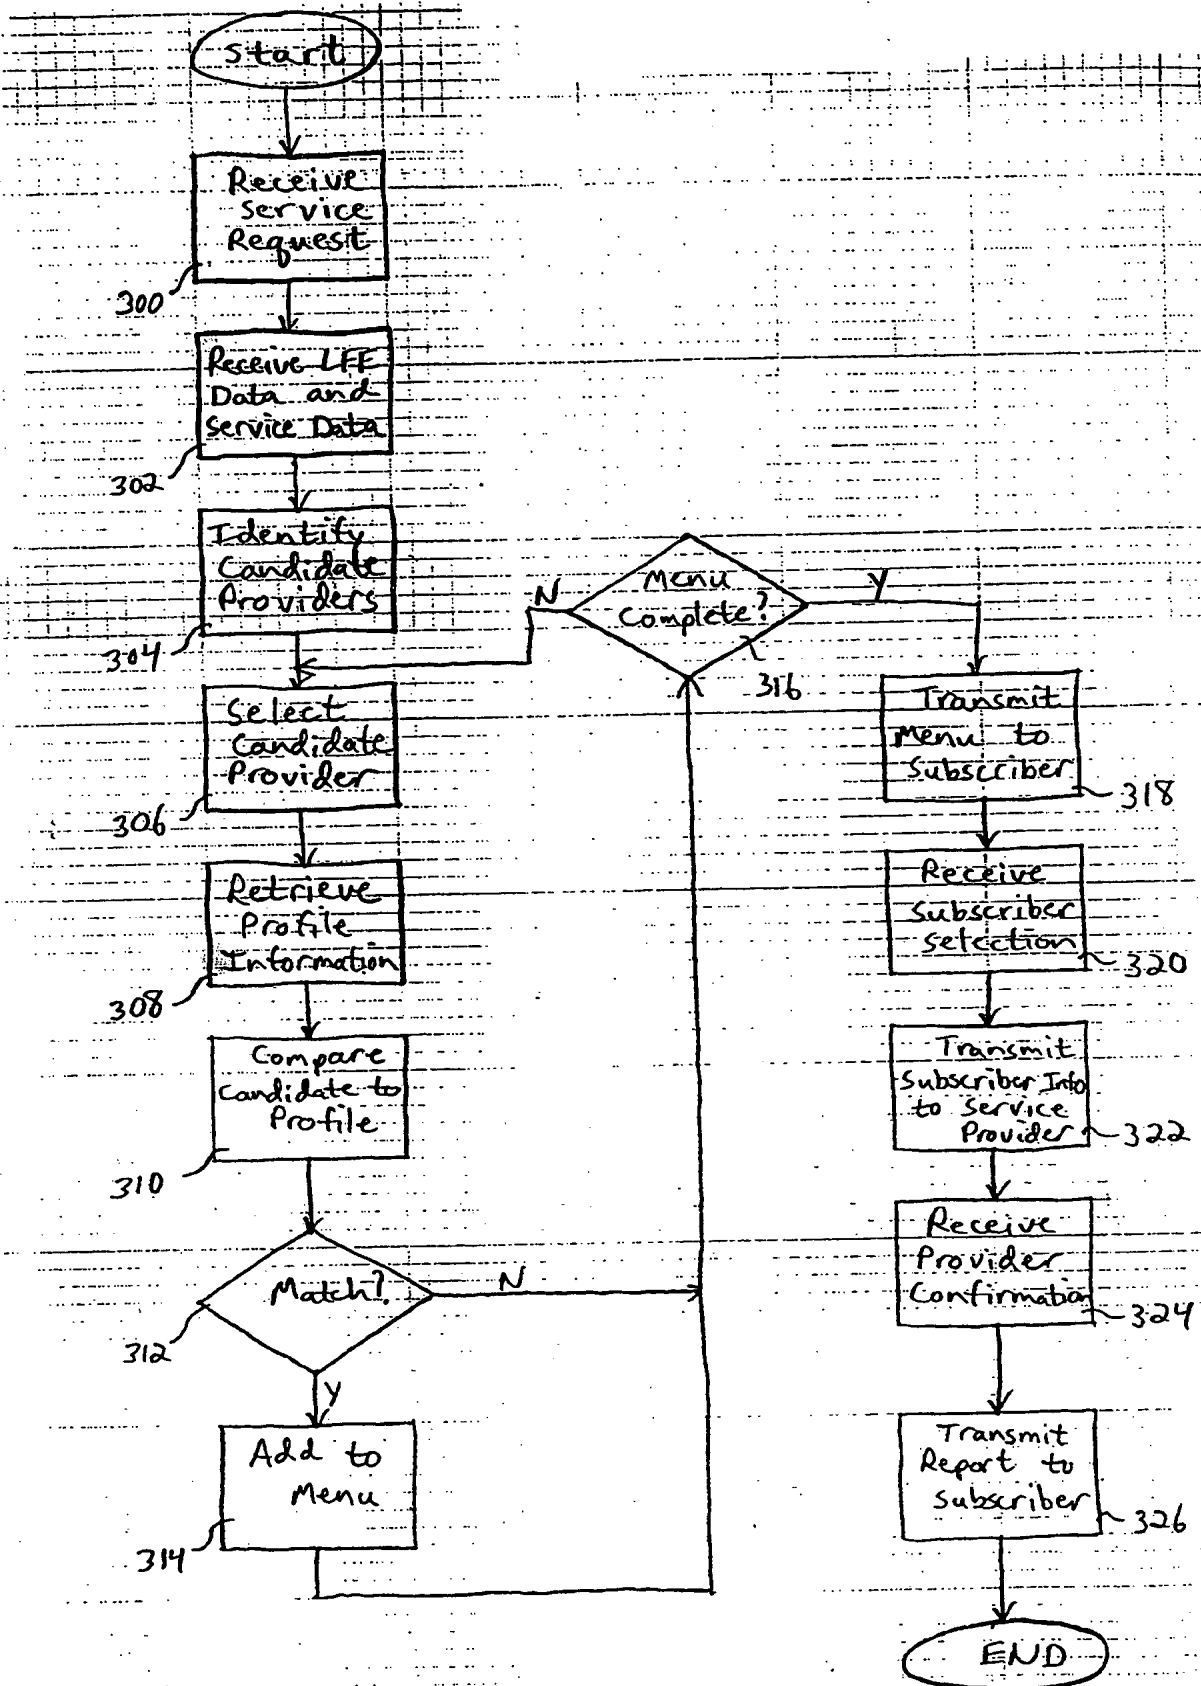 Start
Receive
Service
Request
300
Receive LFE
Data and
Service Data
302
Identify
Candidate
Providers
304
Select
Candidate
Provider
306
Retrieve
Profile
Information
308
Compare
Candidate to
Profile
310
Match?
N
312
Y
Add to
Menu
314
Menu
Complete?
N
Y
316
Transmit
Menu to
Subscriber
318
Receive
Subscriber
Selection
320
Transmit
Subscriber Info
to Service
Provider
322
Receive
Provider
Confirmation
324
Transmit
Report to
Subscriber
326
END